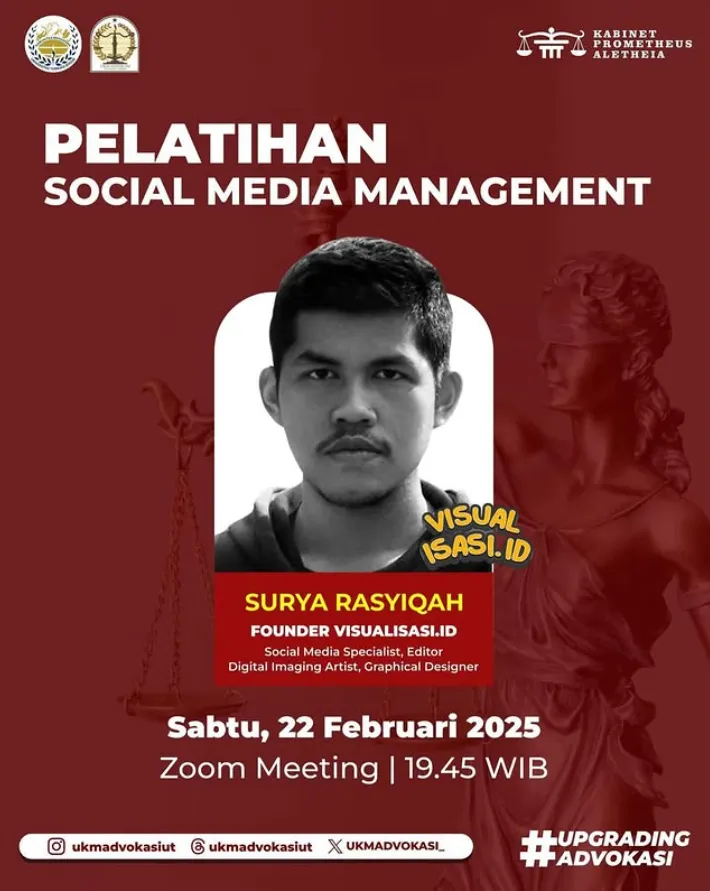 KABINET
PROMETHEUS
ALETHEIA
PELATIHAN
SOCIAL MEDIA MANAGEMENT
VISUAL
ISASI.ID
SURYA RASYIQAH
FOUNDER VISUALISASI.ID
Social Media Specialist, Editor
Digital Imaging Artist, Graphical Designer
Sabtu, 22 Februari 2025
Zoom Meeting | 19.45 WIB
ukmadvokasiut ukmadvokasiut UKMADVOKASI_
#UPGRADING
ADVOKASI